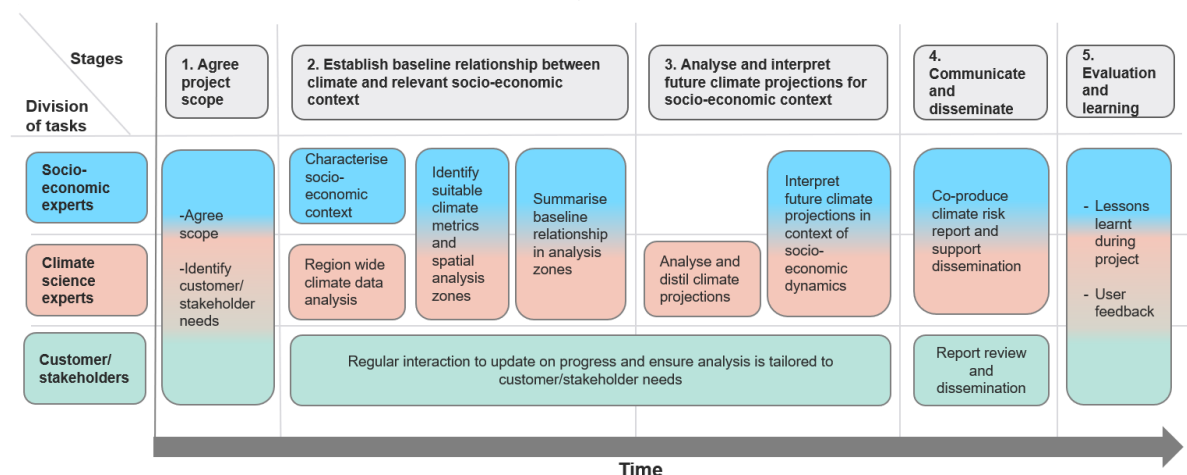 Stages
Division
of tasks
1. Agree
project
scope
2. Establish baseline relationship between
climate and relevant socio-economic
context
3. Analyse and interpret
future climate projections for
socio-economic context
4.
Communicate
and
disseminate
5.
Evaluation
and
learning
Socio-
economic
experts
Climate
science
experts
Customer/
stakeholders
-Agree
scope
-Identify
customer/
stakeholder
needs
Characterise
socio-
economic
context
Region wide
climate data
analysis
Identify
suitable
climate
metrics
and
spatial
analysis
zones
Summarise
baseline
relationship
in analysis
zones
Analyse and
distil climate
projections
Interpret
future climate
projections in
context of
socio-
economic
dynamics
Regular interaction to update on progress and ensure analysis is tailored to
customer/stakeholder needs
Co-produce
climate risk
report and
support
dissemination
Report review
and
dissemination
- Lessons
learnt
during
project
- User
feedback
Time